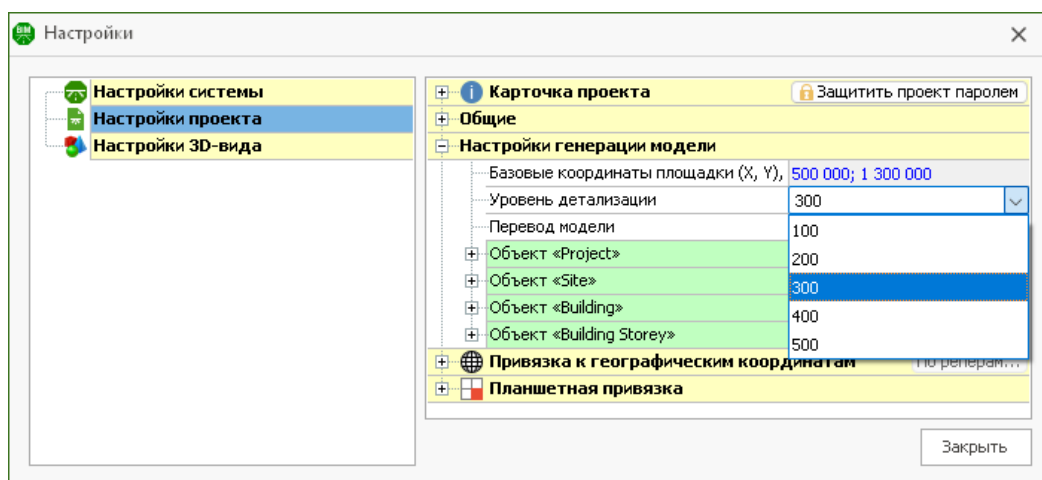 Настройки
Настройки системы
Настройки проекта
Настройки 3D-вида
Карточка проекта
Защитить проект паролем
Общие
Настройки генерации модели
Базовые координаты площадки (X, Y), 500 000; 1 300 000
Уровень детализации 300
Перевод модели
100
200
300
400
500
Объект «Project»
Объект «Site»
Объект «Building»
Объект «Building Storey»
Привязка к географическим координатам
По реперам...
Планшетная привязка
Закрыть